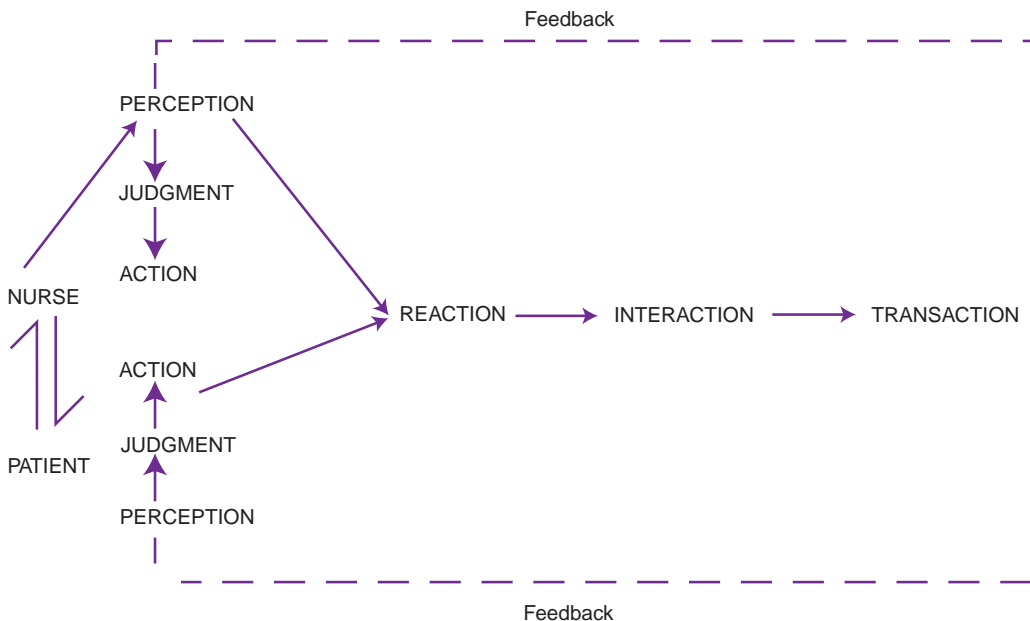 Feedback
PERCEPTION
JUDGMENT
ACTION
NURSE
REACTION
INTERACTION
TRANSACTION
ACTION
JUDGMENT
PATIENT
PERCEPTION
Feedback